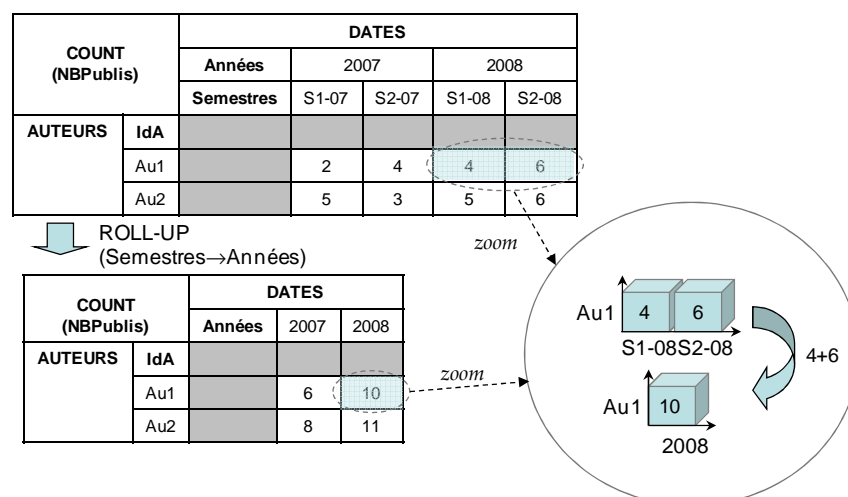 COUNT
(NBPublis)
DATES
Années 2007 2008
Semestres S1-07 S2-07 S1-08 S2-08
AUTEURS IdA
Au1 2 4 4 6
Au2 5 3 5 6
ROLL-UP
(Semestres→Années)
zoom
COUNT
(NBPublis)
DATES
Années 2007 2008
AUTEURS IdA
Au1 6 10
Au2 8 11
zoom
Au1 4 6
S1-08 S2-08
4+6
Au1 10
2008